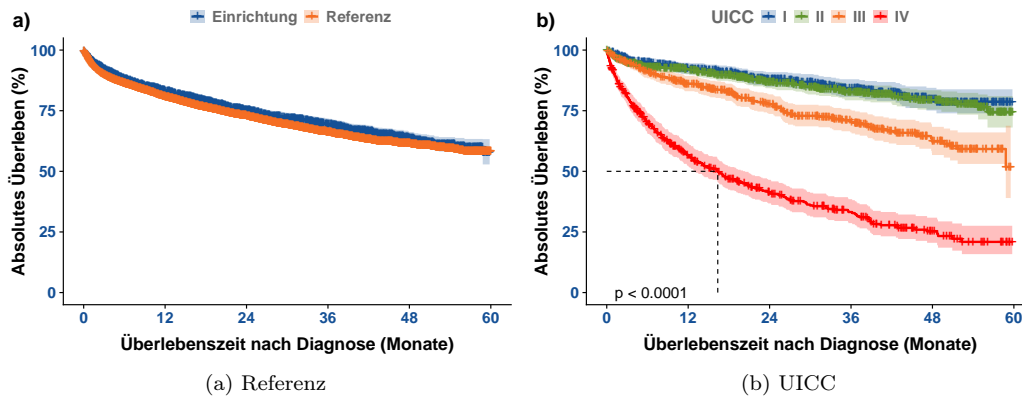 a)
Einrichtung Referenz
Absolutes Überleben (%)
100
75
50
25
0
0 12 24 36 48 60
Überlebenszeit nach Diagnose (Monate)
(a) Referenz
b)
UICC I II III IV
Absolutes Überleben (%)
100
75
50
25
0
p < 0.0001
0 12 24 36 48 60
Überlebenszeit nach Diagnose (Monate)
(b) UICC